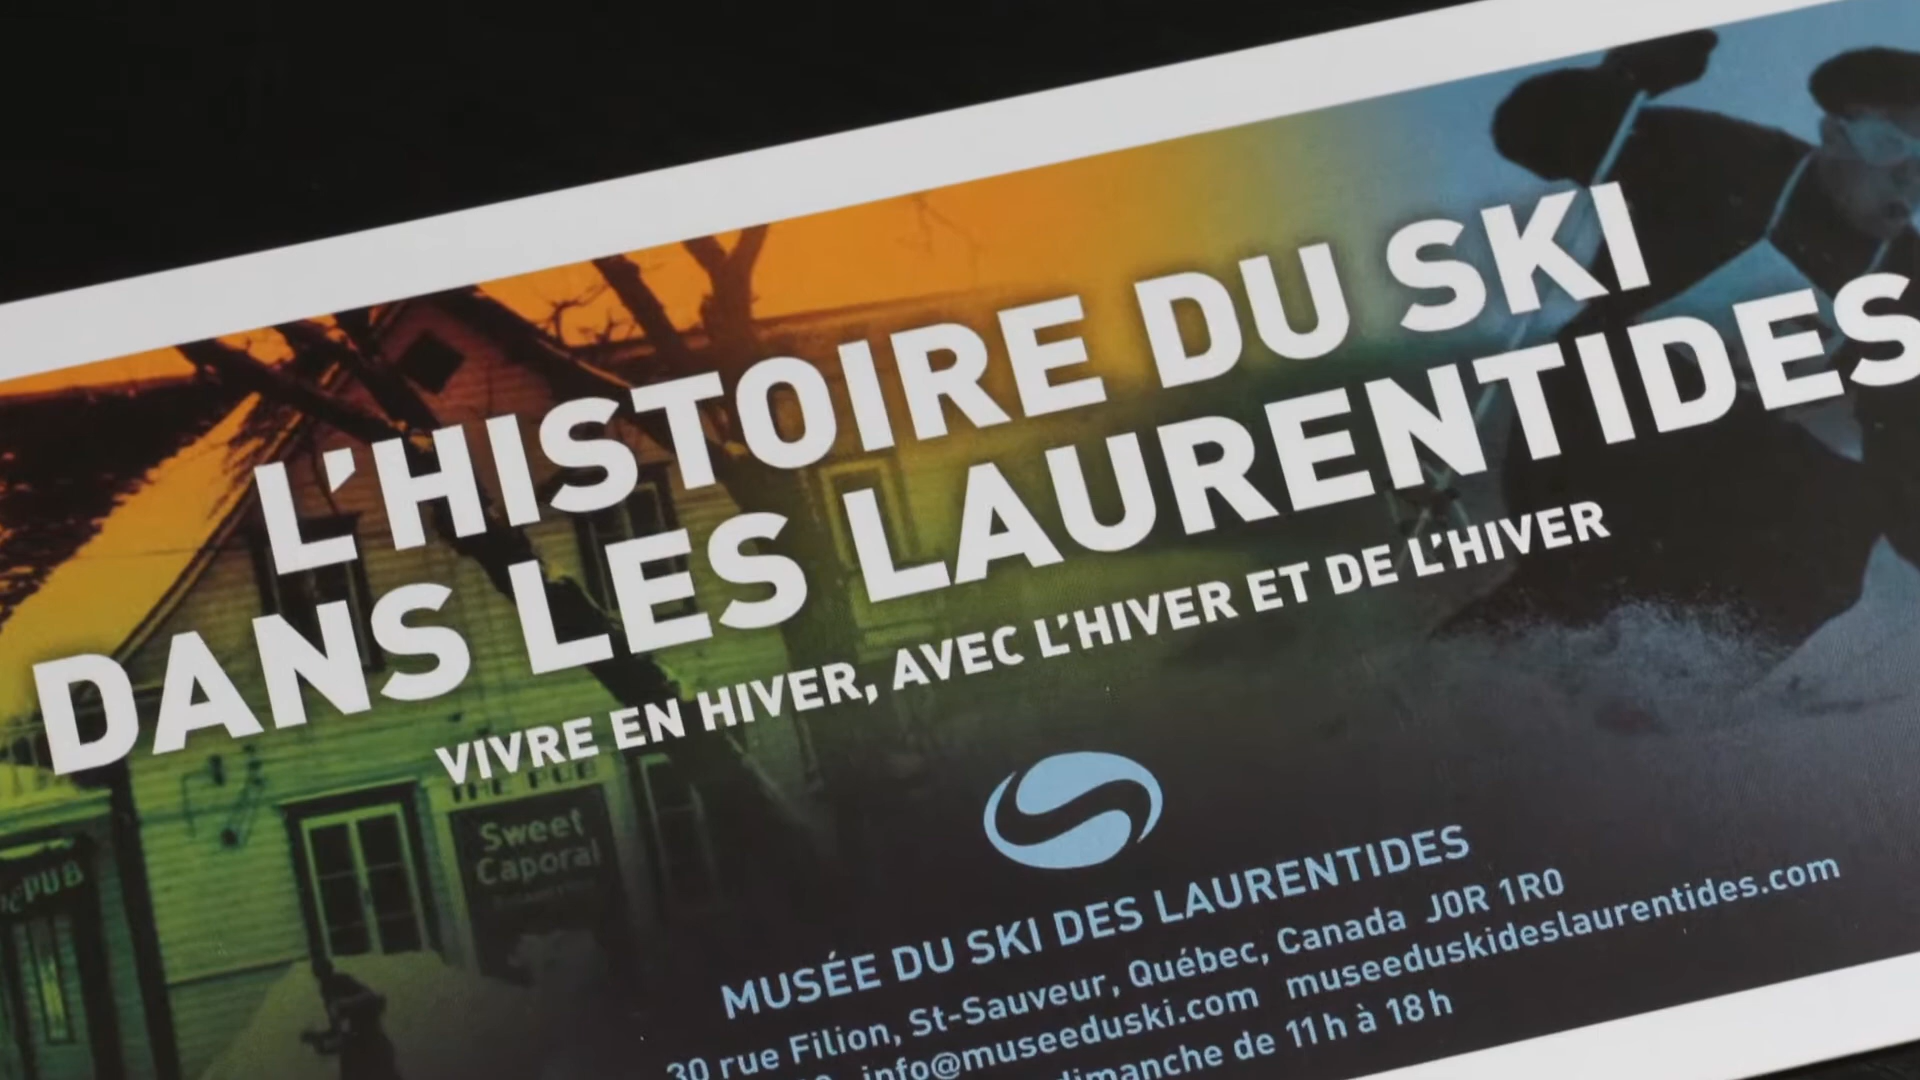 L'HISTOIRE DU SKI
DANS LES LAURENTIDES
VIVRE EN HIVER, AVEC L'HIVER ET DE L'HIVER
THE PUB
Sweet
Caporal
PUB
MUSÉE DU SKI DES LAURENTIDES
30 rue Filion, St-Sauveur, Québec, Canada J0R 1R0
info@museeduski.com museeduskideslaurentides.com
dimanche de 11 h à 18 h